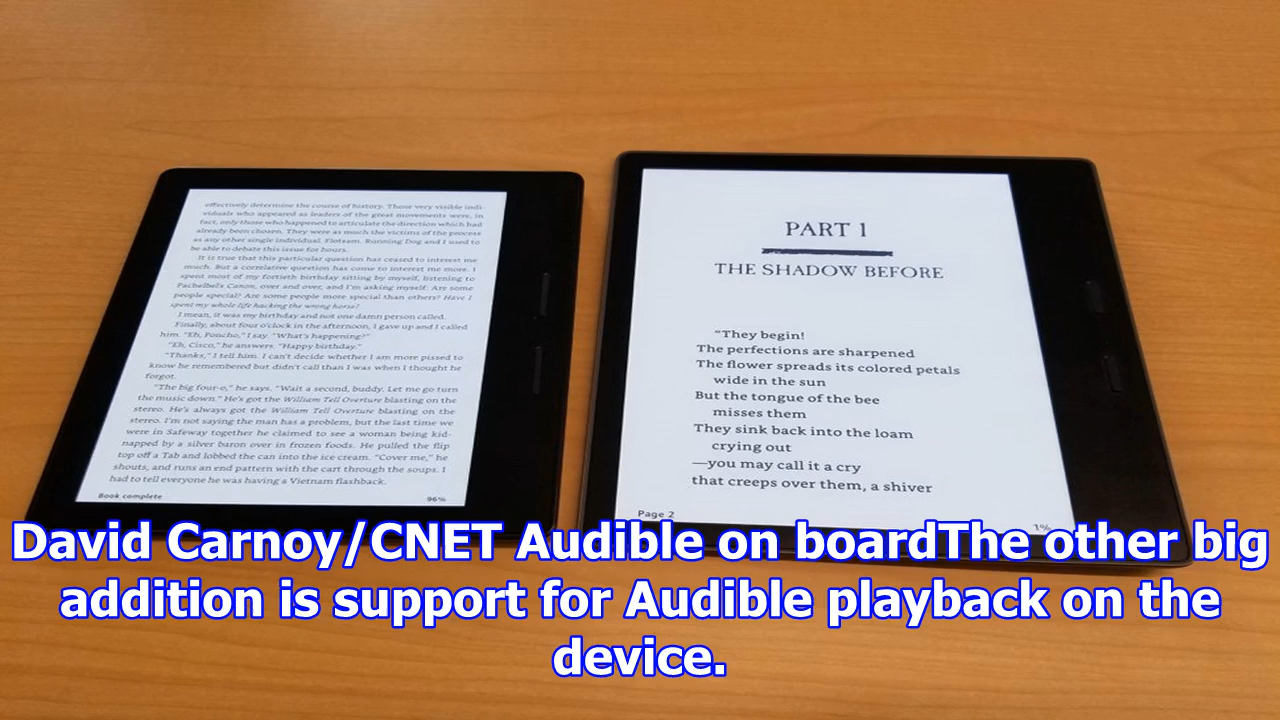 effectively determine the course of history. Those very visible indi-
viduals who appeared as leaders of the great movements were, in
fact, only those who happened to articulate the direction which had
already been chosen. They were as much the victims of the process
as any other single individual. Flotsam. Running Dog and I used to
be able to debate this issue for hours.
It is true that this particular question has ceased to interest me
much. But a correlative question has come to interest me more. I
spent most of my fortieth birthday sitting by myself, listening to
Pachelbel's Canon, over and over, and I'm asking myself: Are some
people special? Are some people more special than others? Have I
spent my whole life backing the wrong horse?
I mean, it was my birthday and not one damn person called.
Finally, about four o'clock in the afternoon, I gave up and I called
him. "Eh, Poncho," I say. "What's happening?"
"Eh, Cisco," he answers. "Happy birthday."
"Thanks," I tell him. I can't decide whether I am more pissed to
know he remembered but didn't call than I was when I thought he
forgot.
"The big four-o," he says. "Wait a second, buddy. Let me go turn
the music down." He's got the William Tell Overture blasting on the
stereo. He's always got the William Tell Overture blasting on the
stereo. I'm not saying the man has a problem, but the last time we
were in Safeway together he claimed to see a woman being kid-
napped by a silver baron over in frozen foods. He pulled the flip
top off a Tab and lobbed the can into the ice cream. "Cover me," he
shouts, and runs an end pattern with the cart through the soups. I
had to tell everyone he was having a Vietnam flashback.
Book complete 96%
PART 1
THE SHADOW BEFORE
"They begin!
The perfections are sharpened
The flower spreads its colored petals
wide in the sun
But the tongue of the bee
misses them
They sink back into the loam
crying out
—you may call it a cry
that creeps over them, a shiver
Page 2 1%
David Carnoy/CNET Audible on boardThe other big
addition is support for Audible playback on the
device.